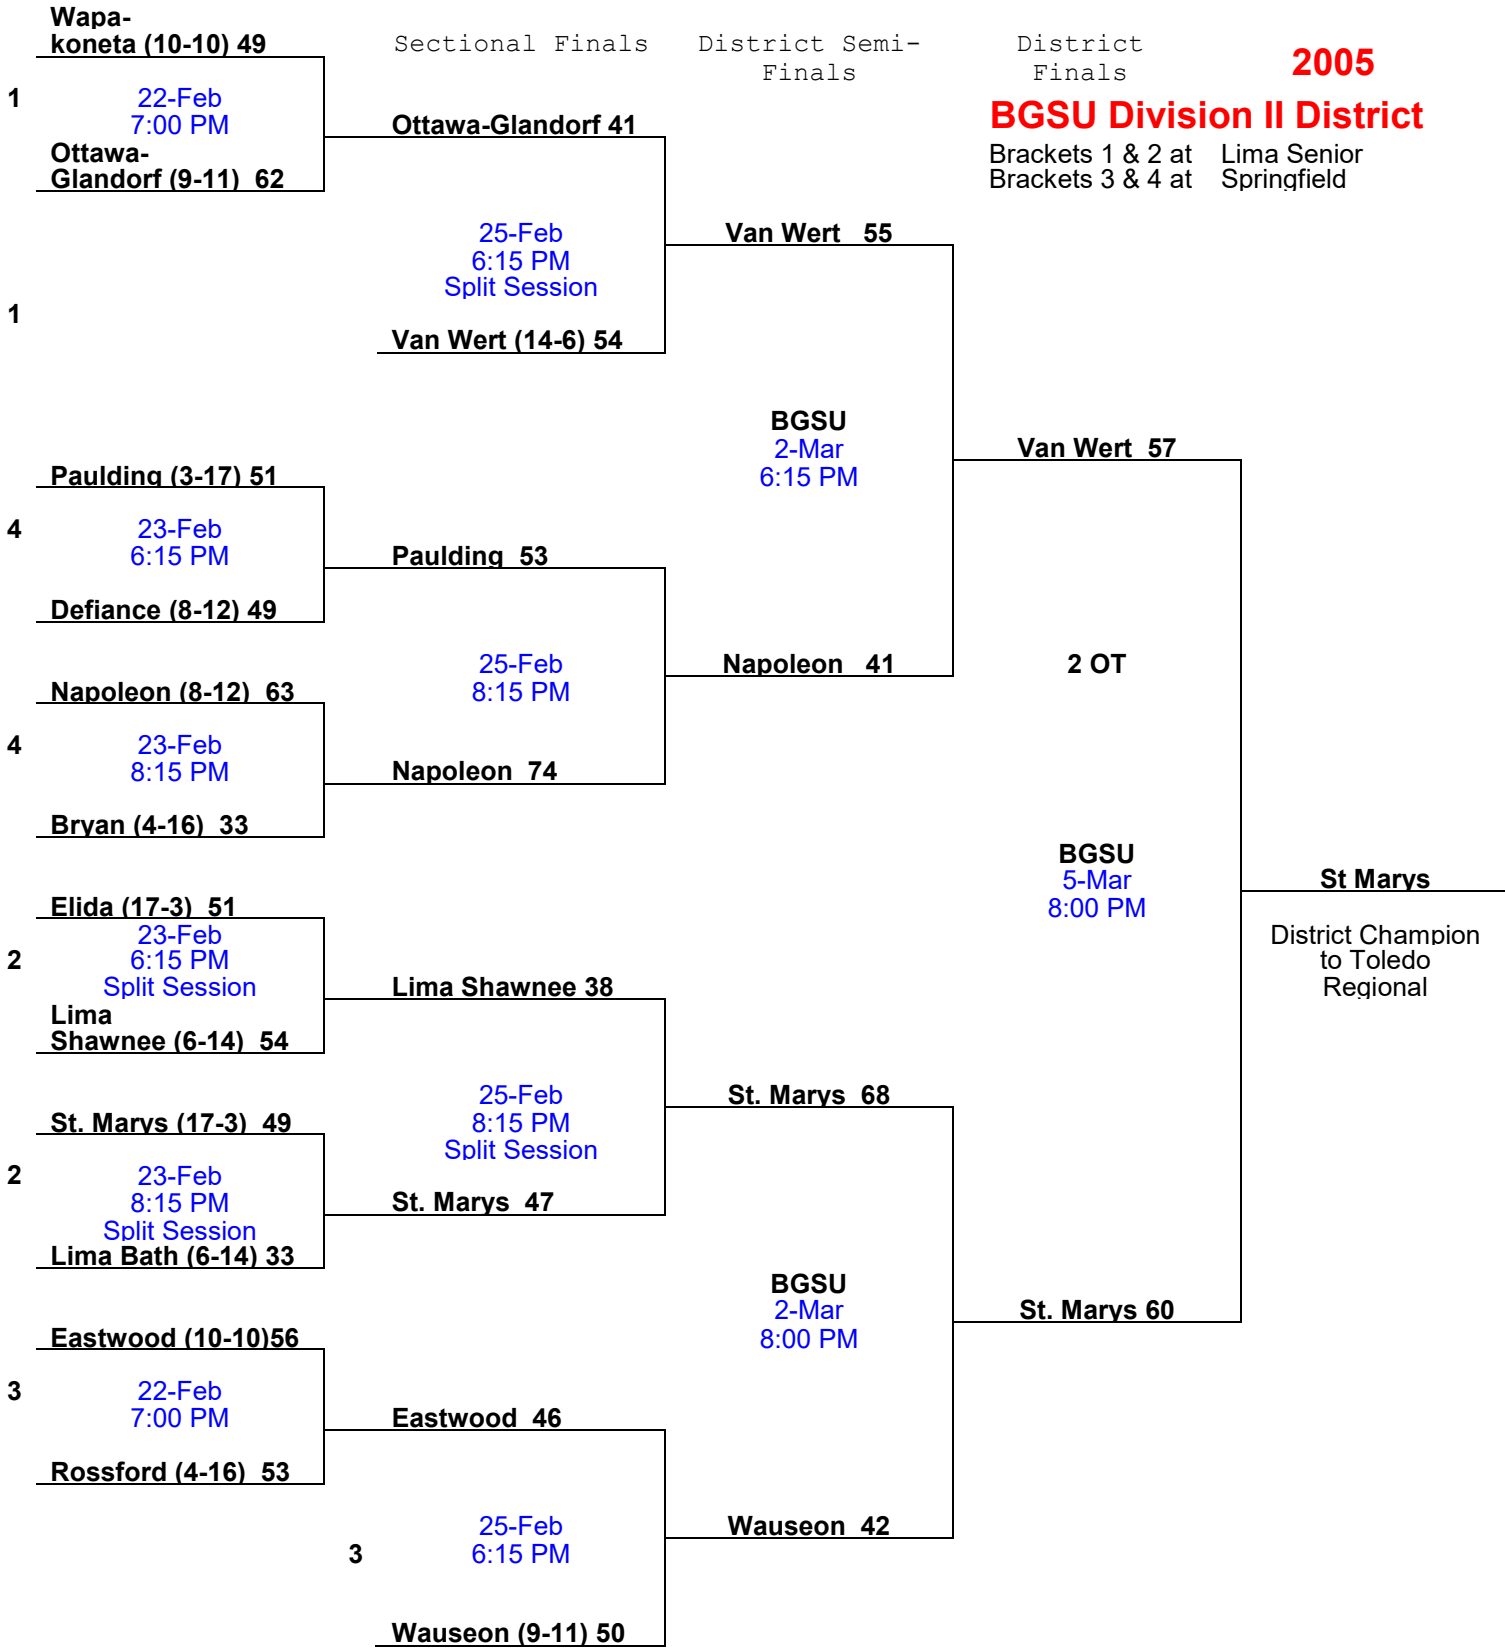 Wapa-
koneta (10-10) 49
Sectional Finals
District Semi-
Finals
District
Finals
2005
BGSU Division II District
Brackets 1 & 2 at Lima Senior
Brackets 3 & 4 at Springfield
1
22-Feb
7:00 PM
Ottawa-Glandorf 41
Ottawa-
Glandorf (9-11) 62
25-Feb
6:15 PM
Split Session
Van Wert 55
1
Van Wert (14-6) 54
BGSU
2-Mar
6:15 PM
Van Wert 57
Paulding (3-17) 51
4
23-Feb
6:15 PM
Paulding 53
Defiance (8-12) 49
25-Feb
8:15 PM
Napoleon 41
2 OT
Napoleon (8-12) 63
4
23-Feb
8:15 PM
Napoleon 74
Bryan (4-16) 33
BGSU
5-Mar
8:00 PM
St Marys
District Champion
to Toledo
Regional
Elida (17-3) 51
2
23-Feb
6:15 PM
Split Session
Lima Shawnee 38
Lima
Shawnee (6-14) 54
25-Feb
8:15 PM
Split Session
St. Marys 68
St. Marys (17-3) 49
2
23-Feb
8:15 PM
Split Session
St. Marys 47
Lima Bath (6-14) 33
BGSU
2-Mar
8:00 PM
St. Marys 60
Eastwood (10-10)56
3
22-Feb
7:00 PM
Eastwood 46
Rossford (4-16) 53
25-Feb
6:15 PM
3
Wauseon 42
Wauseon (9-11) 50